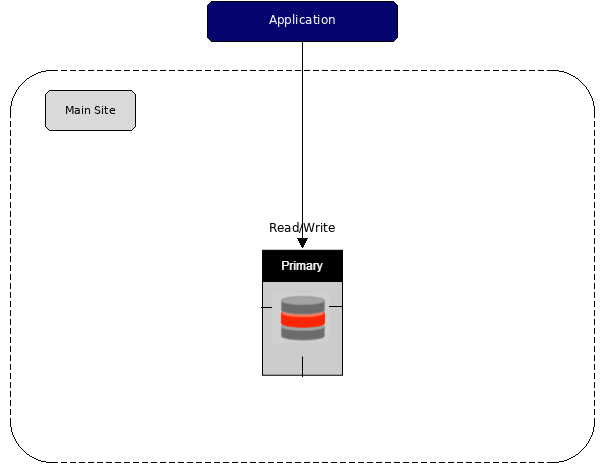 Application
Main Site
Read/Write
Primary